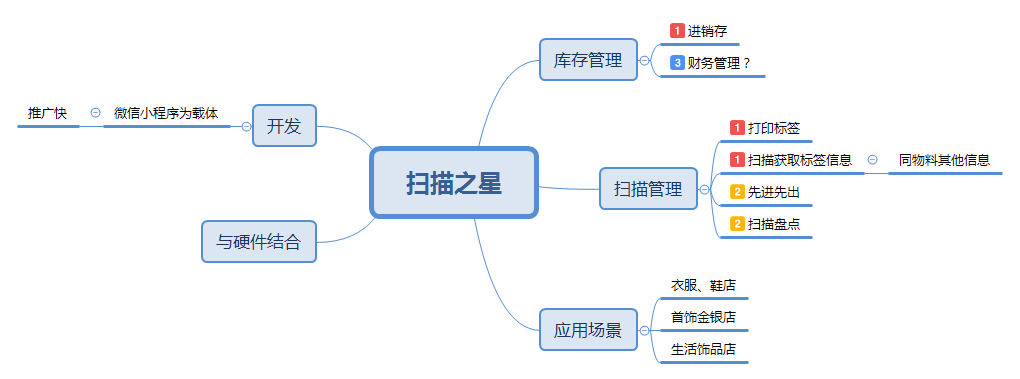 扫描之星
库存管理
1 进销存
3 财务管理？
扫描管理
1 打印标签
1 扫描获取标签信息
同物料其他信息
2 先进先出
2 扫描盘点
应用场景
衣服、鞋店
首饰金银店
生活饰品店
开发
微信小程序为载体
推广快
与硬件结合